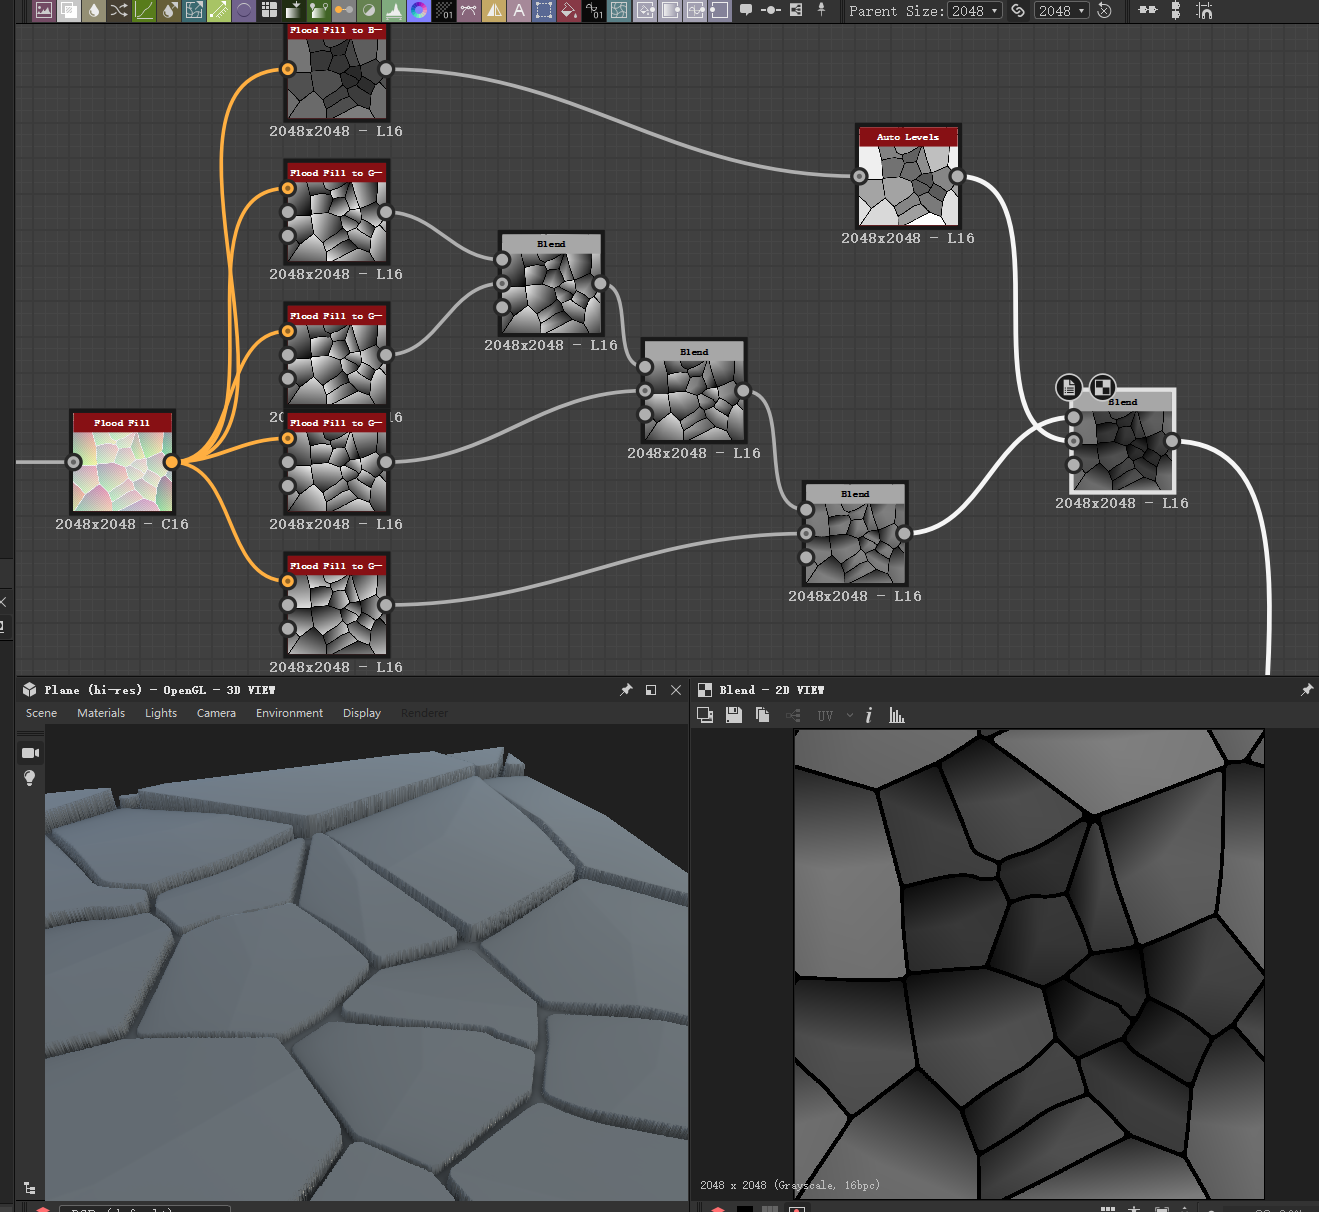 Parent Size: 2048 2048
Flood Fill to B—
2048x2048 - L16
Auto Levels
2048x2048 - L16
Flood Fill to G—
2048x2048 - L16
Blend
2048x2048 - L16
Flood Fill to G—
Blend
2048x2048 - L16
Flood Fill
2048x2048 - C16
Flood Fill to G—
2048x2048 - L16
Blend
2048x2048 - L16
Blend
2048x2048 - L16
Flood Fill to G—
2048x2048 - L16
Plane (hi-res) - OpenGL - 3D VIEW
Scene Materials Lights Camera Environment Display Renderer
Blend - 2D VIEW
UV
2048 x 2048 (Grayscale, 16bpc)